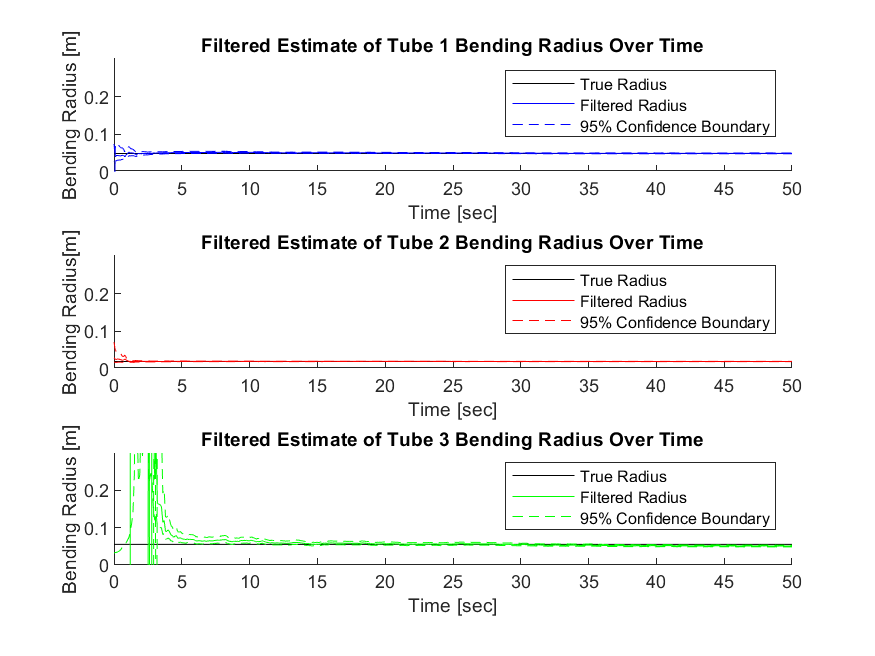 Filtered Estimate of Tube 1 Bending Radius Over Time
Bending Radius [m]
0.2
0.1
0
True Radius
Filtered Radius
95% Confidence Boundary
0 5 10 15 20 25 30 35 40 45 50
Time [sec]
Filtered Estimate of Tube 2 Bending Radius Over Time
Bending Radius[m]
0.2
0.1
0
True Radius
Filtered Radius
95% Confidence Boundary
0 5 10 15 20 25 30 35 40 45 50
Time [sec]
Filtered Estimate of Tube 3 Bending Radius Over Time
Bending Radius [m]
0.2
0.1
0
True Radius
Filtered Radius
95% Confidence Boundary
0 5 10 15 20 25 30 35 40 45 50
Time [sec]